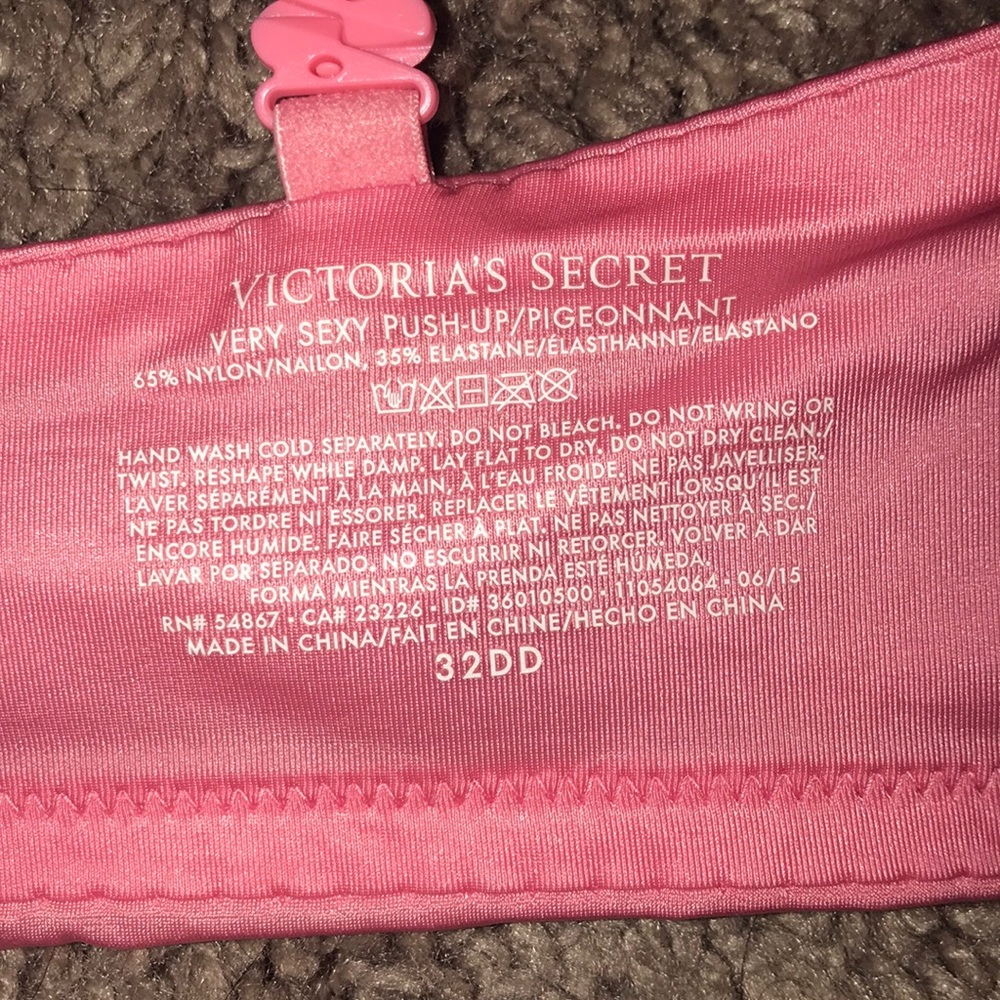 VICTORIA'S SECRET
VERY SEXY PUSH-UP/PIGEONNANT
65% NYLON/NAILON, 35% ELASTANE/ÉLASTHANNE/ELASTANO
HAND WASH COLD SEPARATELY. DO NOT BLEACH. DO NOT WRING OR
TWIST. RESHAPE WHILE DAMP. LAY FLAT TO DRY. DO NOT DRY CLEAN./
LAVER SÉPARÉMENT À LA MAIN, À L'EAU FROIDE. NE PAS JAVELLISER.
NE PAS TORDRE NI ESSORER. REPLACER LE VÊTEMENT LORSQU'IL EST
ENCORE HUMIDE. FAIRE SÉCHER À PLAT. NE PAS NETTOYER À SEC./
LAVAR POR SEPARADO. NO ESCURRIR NI RETORCER. VOLVER A DAR
FORMA MIENTRAS LA PRENDA ESTÉ HÚMEDA.
RN# 54867 • CA# 23226 • ID# 36010500 • 11054064 • 06/15
MADE IN CHINA/FAIT EN CHINE/HECHO EN CHINA
32DD